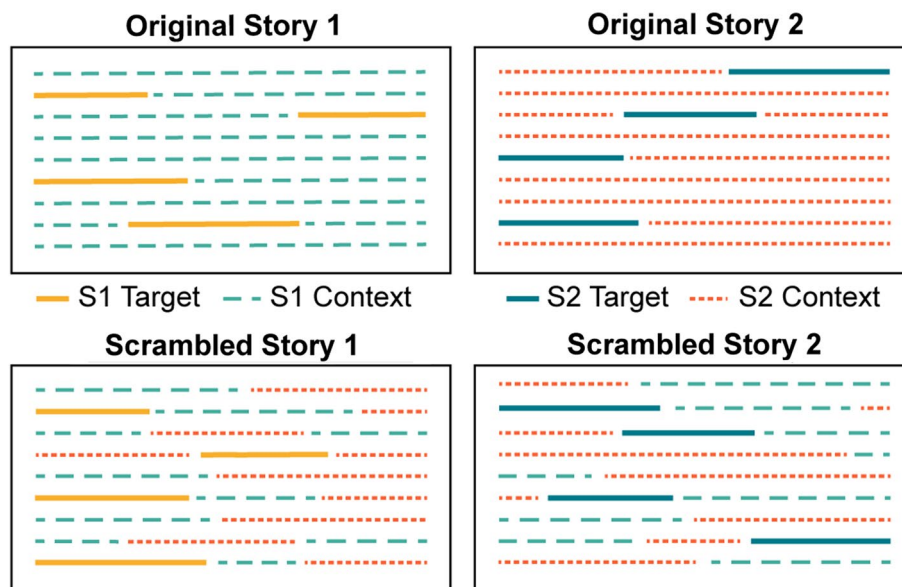 Original Story 1
Original Story 2
S1 Target S1 Context
S2 Target S2 Context
Scrambled Story 1
Scrambled Story 2